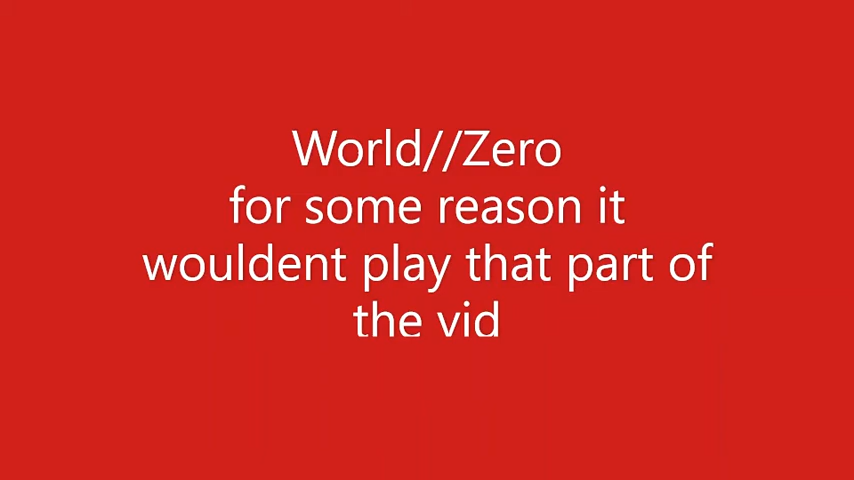 World//Zero
for some reason it
wouldent play that part of
the vid